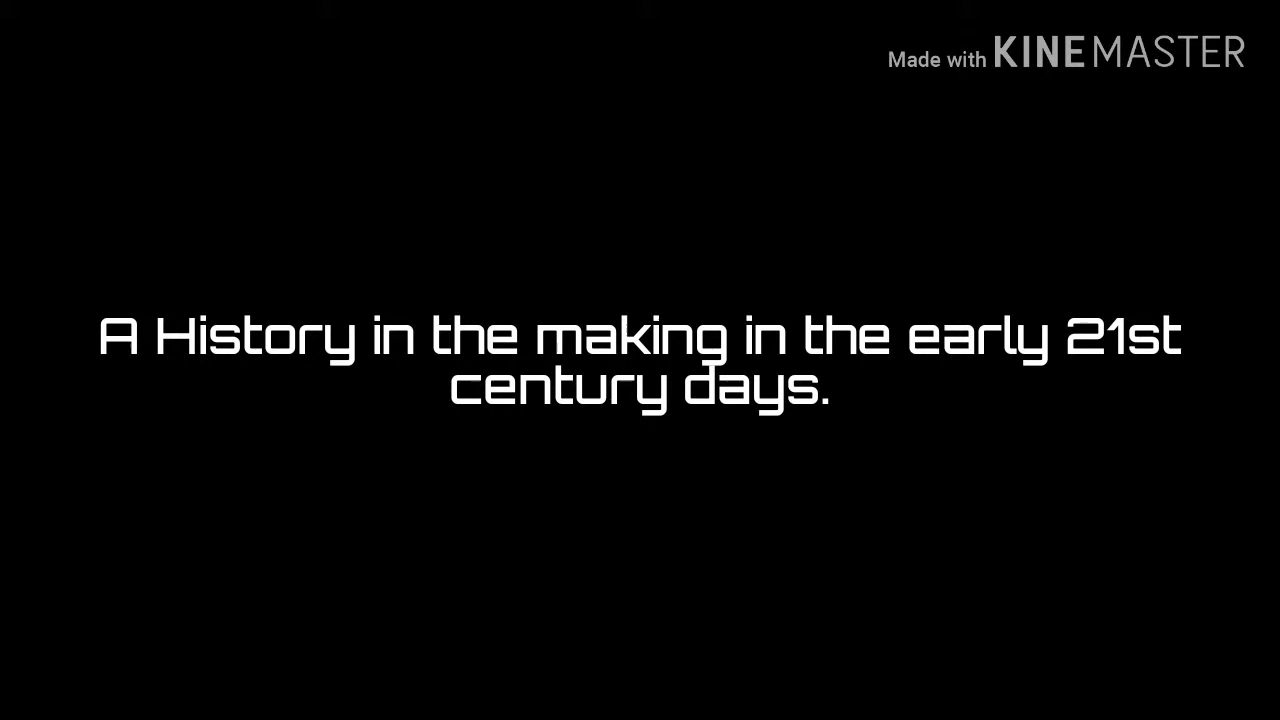 Made with KINEMASTER
A History in the making in the early 21st
century days.